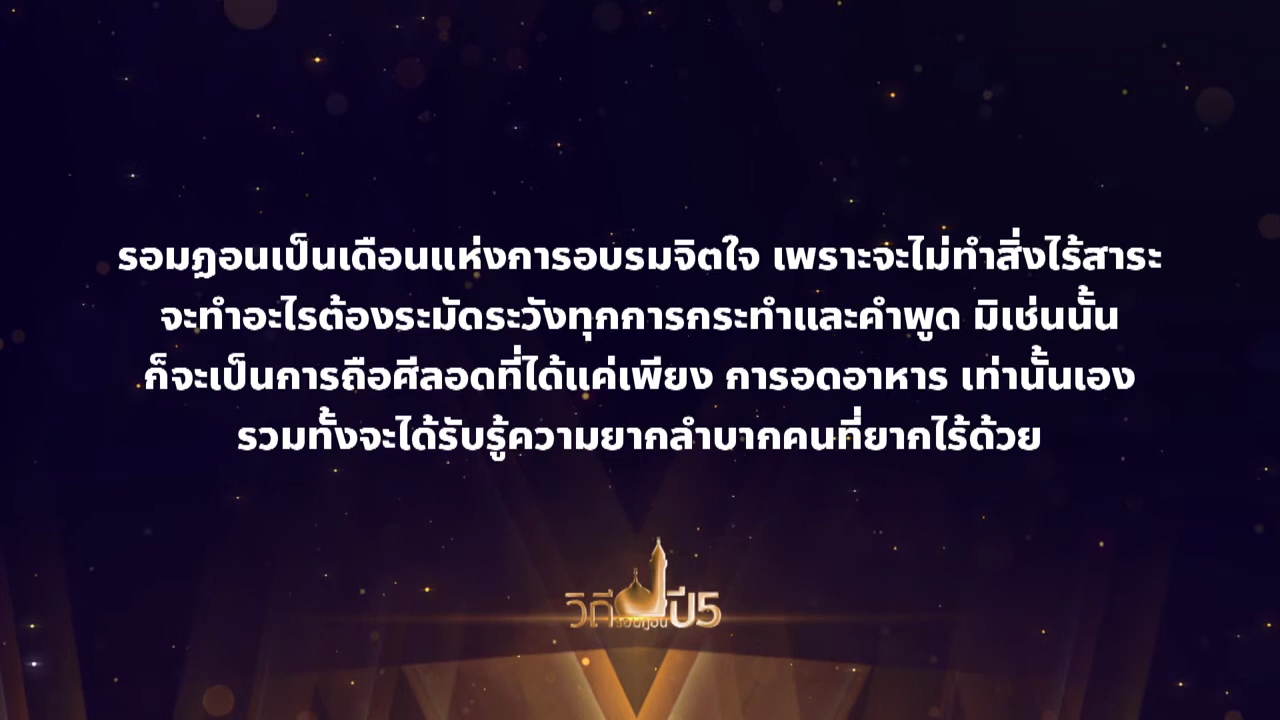 รอมฎอนเป็นเดือนแห่งการอบรมจิตใจ เพราะจะไม่ทำสิ่งไร้สาระ
จะทำอะไรต้องระมัดระวังทุกการกระทำและคำพูด มิเช่นนั้น
ก็จะเป็นการถือศีลอดที่ได้แค่เพียง การอดอาหาร เท่านั้นเอง
รวมทั้งจะได้รับรู้ความยากลำบากคนที่ยากไร้ด้วย
วิถี รอมฎอน ปี5